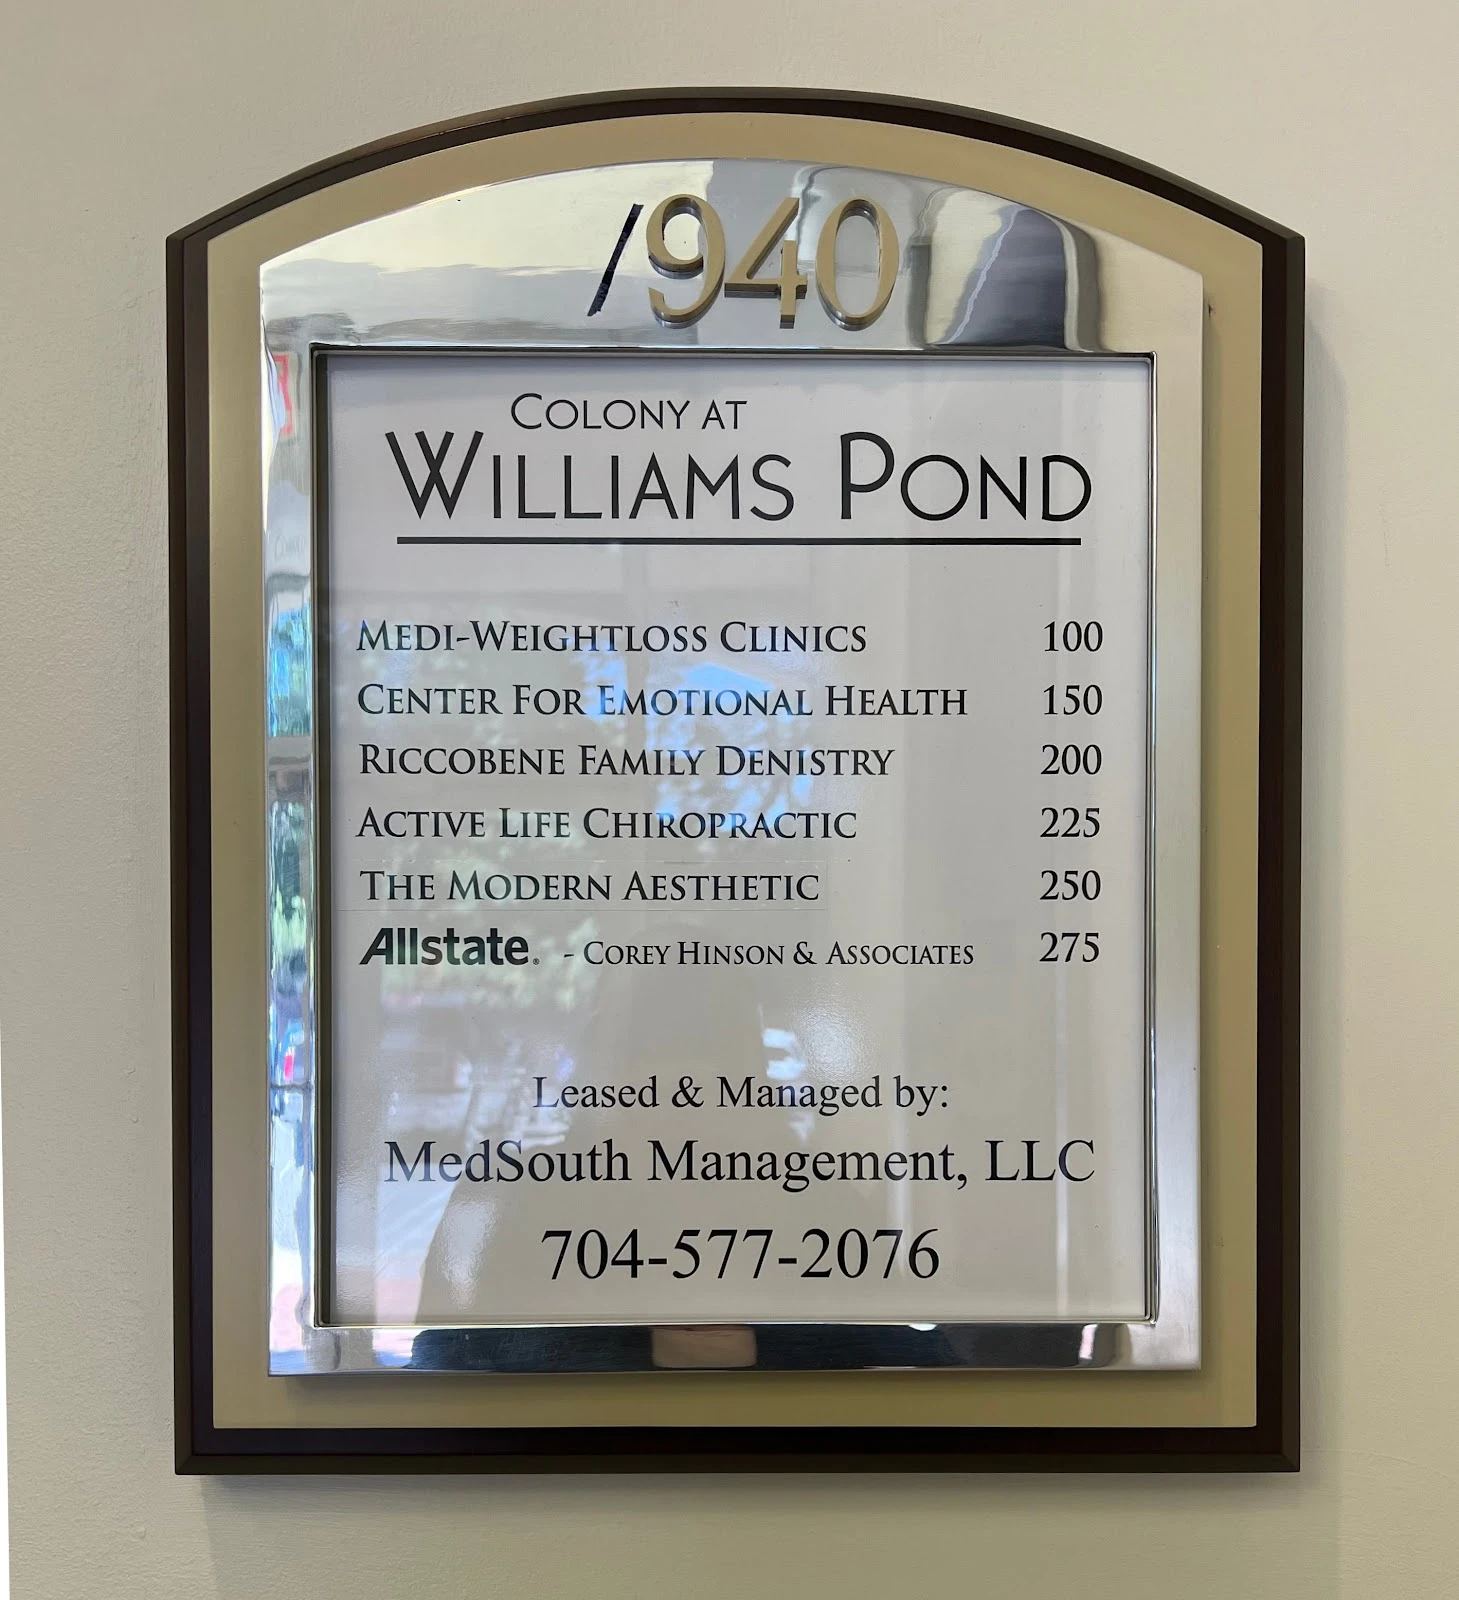 /940
COLONY AT
WILLIAMS POND
MEDI-WEIGHTLOSS CLINICS 100
CENTER FOR EMOTIONAL HEALTH 150
RICCOBENE FAMILY DENISTRY 200
ACTIVE LIFE CHIROPRACTIC 225
THE MODERN AESTHETIC 250
Allstate® - COREY HINSON & ASSOCIATES 275
Leased & Managed by:
MedSouth Management, LLC
704-577-2076